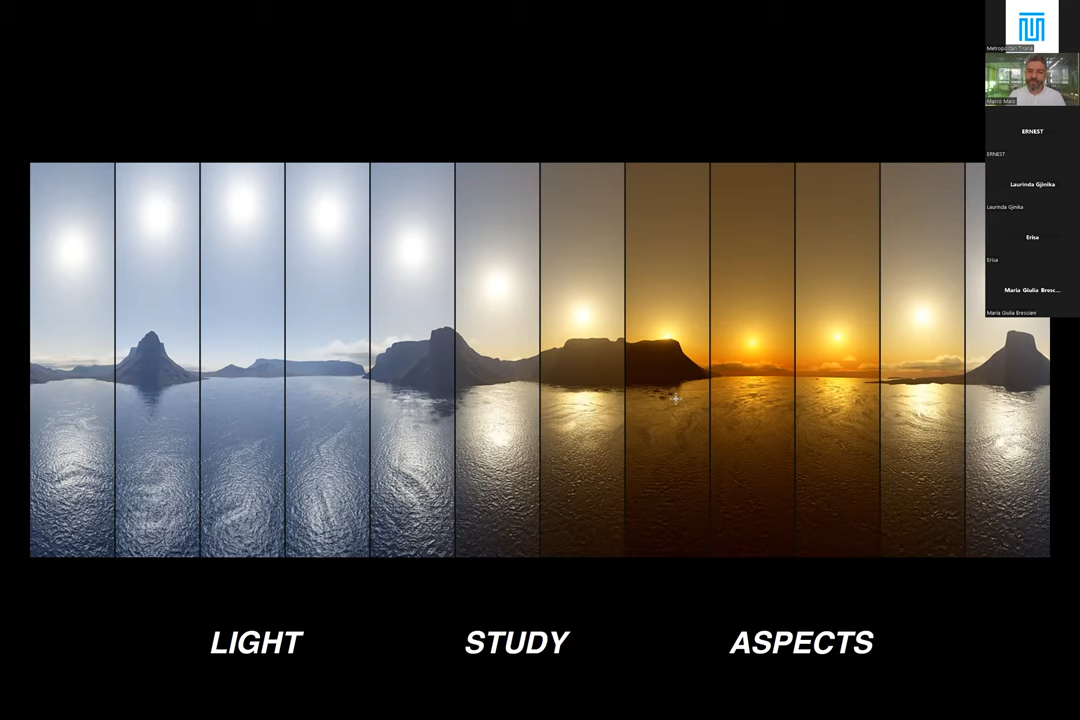 Metropolitan Tirana
Marco Maio
ERNEST
ERNEST
Laurinda Gjinika
Laurinda Gjinika
Erisa
Erisa
Maria Giulia Bresc...
Maria Giulia Bresciani
LIGHT STUDY ASPECTS